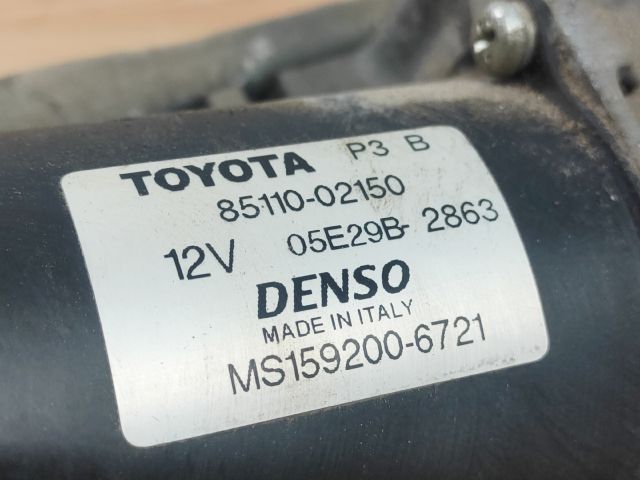 TOYOTA P3 B
85110-02150
12V 05E29B-2863
DENSO
MADE IN ITALY
MS159200-6721